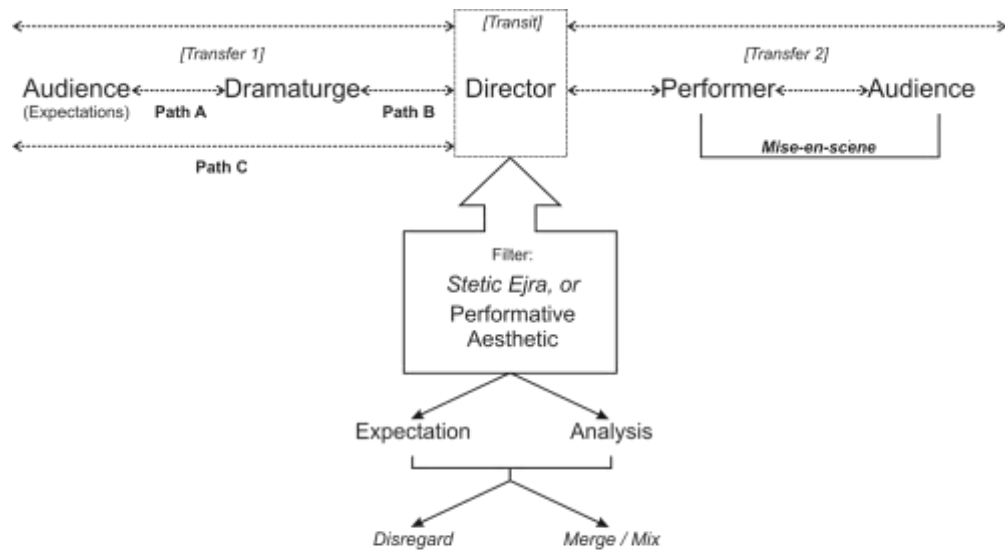 [Transit]
[Transfer 1]
[Transfer 2]
Audience
Dramaturge
Director
Performer
Audience
(Expectations)
Path A
Path B
Mise-en-scene
Path C
Filter:
Stetic Ejra, or
Performative
Aesthetic
Expectation
Analysis
Disregard
Merge / Mix